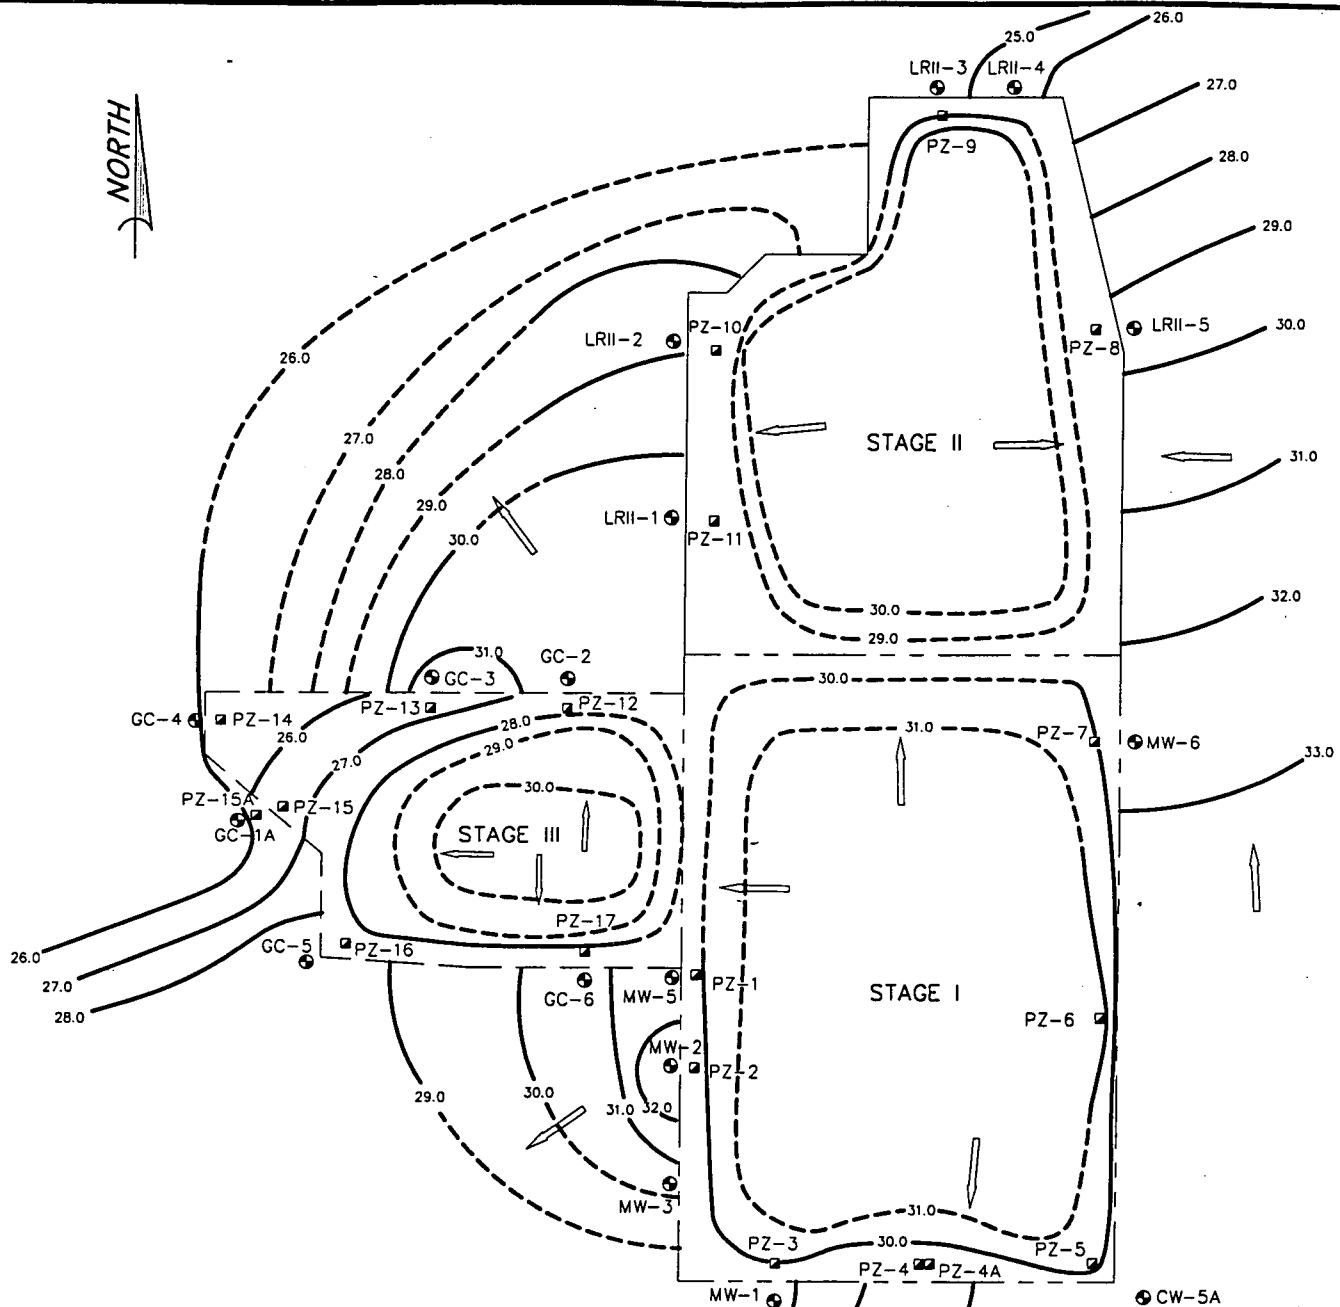 26.0
25.0
LRII-3 LRII-4
27.0
NORTH
PZ-9
28.0
29.0
LRII-2
PZ-10
PZ-8
LRII-5
30.0
26.0
27.0
STAGE II
28.0
31.0
29.0
LRII-1
PZ-11
30.0
32.0
30.0
29.0
31.0
GC-2
GC-3
30.0
GC-4
PZ-14
PZ-13
PZ-12
28.0
26.0
31.0
PZ-7
MW-6
29.0
27.0
33.0
30.0
PZ-15A
PZ-15
GC-1A
STAGE III
PZ-17
GC-5
PZ-16
26.0
27.0
GC-6
MW-5
PZ-1
STAGE I
28.0
PZ-6
MW-2
PZ-2
29.0
30.0
31.0
32.0
MW-3
31.0
30.0
PZ-3
PZ-4
PZ-4A
PZ-5
MW-1
CW-5A